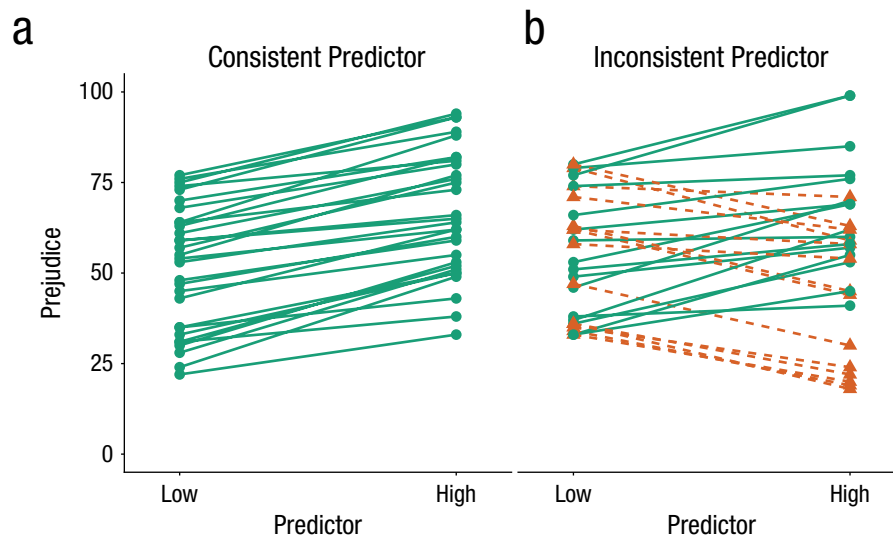 a
Consistent Predictor
b
Inconsistent Predictor
Prejudice
100
75
50
25
0
Low
High
Low
High
Predictor
Predictor